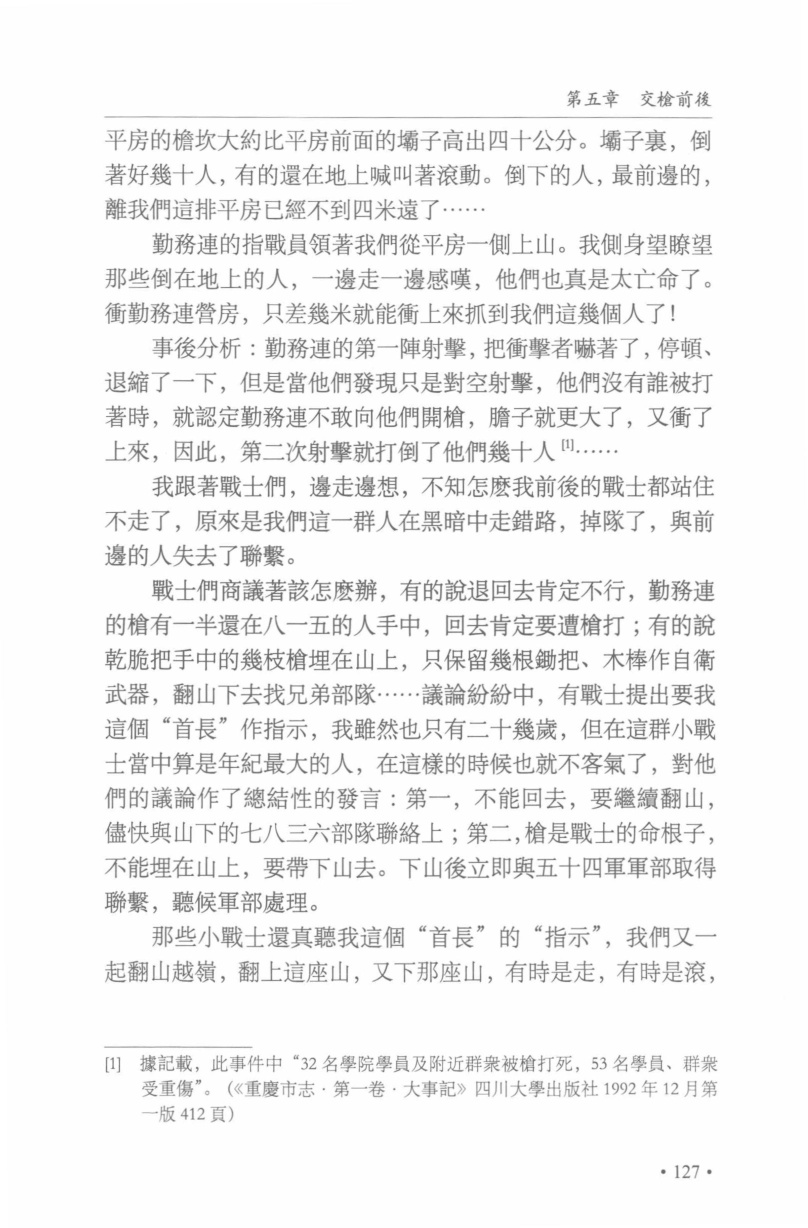 第五章　交槍前後
平房的檐坎大約比平房前面的壩子高出四十公分。壩子裏，倒
著好幾十人，有的還在地上喊叫著滾動。倒下的人，最前邊的，
離我們這排平房已經不到四米遠了……
勤務連的指戰員領著我們從平房一側上山。我側身望瞭望
那些倒在地上的人，一邊走一邊感嘆，他們也真是太亡命了。
衝勤務連營房，只差幾米就能衝上來抓到我們這幾個人了！
事後分析：勤務連的第一陣射擊，把衝擊者嚇著了，停頓、
退縮了一下，但是當他們發現只是對空射擊，他們沒有誰被打
著時，就認定勤務連不敢向他們開槍，膽子就更大了，又衝了
上來，因此，第二次射擊就打倒了他們幾十人[1]……
我跟著戰士們，邊走邊想，不知怎麽我前後的戰士都站住
不走了，原來是我們這一群人在黑暗中走錯路，掉隊了，與前
邊的人失去了聯繫。
戰士們商議著該怎麽辦，有的說退回去肯定不行，勤務連
的槍有一半還在八一五的人手中，回去肯定要遭槍打；有的說
乾脆把手中的幾枝槍埋在山上，只保留幾根鋤把、木棒作自衛
武器，翻山下去找兄弟部隊……議論紛紛中，有戰士提出要我
這個“首長”作指示，我雖然也只有二十幾歲，但在這群小戰
士當中算是年紀最大的人，在這樣的時候也就不客氣了，對他
們的議論作了總結性的發言：第一，不能回去，要繼續翻山，
儘快與山下的七八三六部隊聯絡上；第二，槍是戰士的命根子，
不能埋在山上，要帶下山去。下山後立即與五十四軍軍部取得
聯繫，聽候軍部處理。
那些小戰士還真聽我這個“首長”的“指示”，我們又一
起翻山越嶺，翻上這座山，又下那座山，有時是走，有時是滾，
[1]　據記載，此事件中“32 名學院學員及附近群衆被槍打死，53 名學員、群衆
受重傷”。（《重慶市志·第一卷·大事記》四川大學出版社 1992 年 12 月第
一版 412 頁）
• 127 •